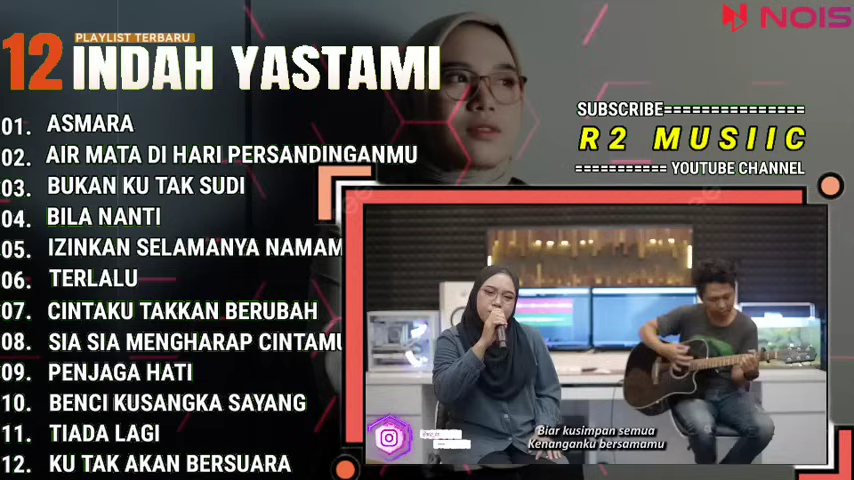 NOIS
PLAYLIST TERBARU
12 INDAH YASTAMI
SUBSCRIBE===============
R2 MUSIIC
=========== YOUTUBE CHANNEL
01. ASMARA
02. AIR MATA DI HARI PERSANDINGANMU
03. BUKAN KU TAK SUDI
04. BILA NANTI
05. IZINKAN SELAMANYA NAMAM
06. TERLALU
07. CINTAKU TAKKAN BERUBAH
08. SIA SIA MENGHARAP CINTAMU
09. PENJAGA HATI
10. BENCI KUSANGKA SAYANG
11. TIADA LAGI
12. KU TAK AKAN BERSUARA
Biar kusimpan semua
Kenanganku bersamamu